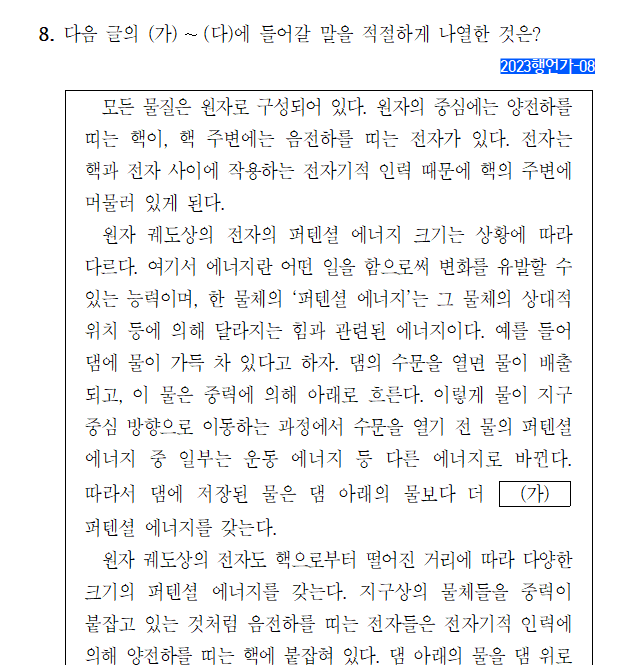 8. 다음 글의 (가) ~ (다)에 들어갈 말을 적절하게 나열한 것은?
2023행언가-08
모든 물질은 원자로 구성되어 있다. 원자의 중심에는 양전하를
띠는 핵이, 핵 주변에는 음전하를 띠는 전자가 있다. 전자는
핵과 전자 사이에 작용하는 전자기적 인력 때문에 핵의 주변에
머물러 있게 된다.
원자 궤도상의 전자의 퍼텐셜 에너지 크기는 상황에 따라
다르다. 여기서 에너지란 어떤 일을 함으로써 변화를 유발할 수
있는 능력이며, 한 물체의 ‘퍼텐셜 에너지’는 그 물체의 상대적
위치 등에 의해 달라지는 힘과 관련된 에너지이다. 예를 들어
댐에 물이 가득 차 있다고 하자. 댐의 수문을 열면 물이 배출
되고, 이 물은 중력에 의해 아래로 흐른다. 이렇게 물이 지구
중심 방향으로 이동하는 과정에서 수문을 열기 전 물의 퍼텐셜
에너지 중 일부는 운동 에너지 등 다른 에너지로 바뀐다.
따라서 댐에 저장된 물은 댐 아래의 물보다 더 (가)
퍼텐셜 에너지를 갖는다.
원자 궤도상의 전자도 핵으로부터 떨어진 거리에 따라 다양한
크기의 퍼텐셜 에너지를 갖는다. 지구상의 물체들을 중력이
붙잡고 있는 것처럼 음전하를 띠는 전자들은 전자기적 인력에
의해 양전하를 띠는 핵에 붙잡혀 있다. 댐 아래의 물을 댐 위로